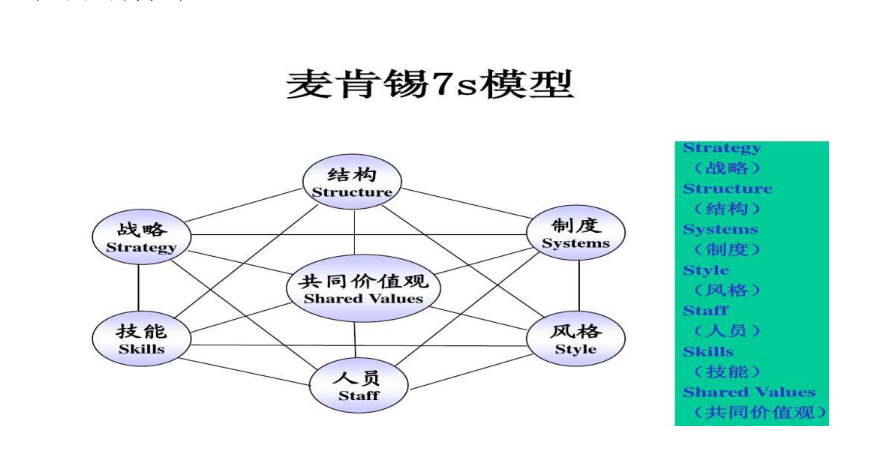 麦肯锡7s模型
结构
Structure
战略
Strategy
制度
Systems
共同价值观
Shared Values
技能
Skills
风格
Style
人员
Staff
Strategy
（战略）
Structure
（结构）
Systems
（制度）
Style
（风格）
Staff
（人员）
Skills
（技能）
Shared Values
（共同价值观）